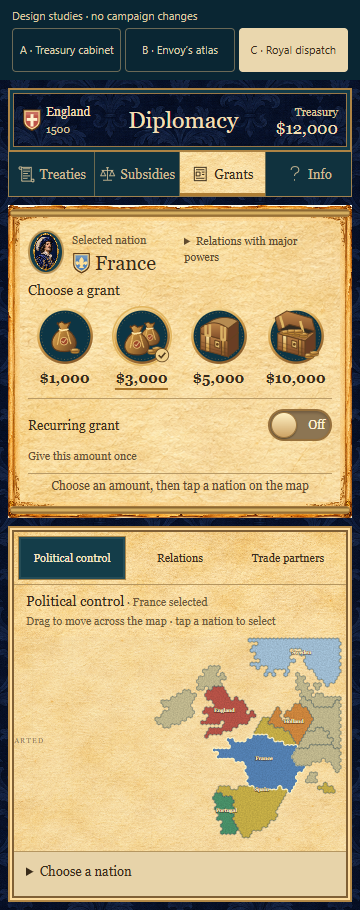 Design studies · no campaign changes
A · Treasury cabinet
B · Envoy's atlas
C · Royal dispatch
England
1500
Diplomacy
Treasury
$12,000
Treaties
Subsidies
Grants
Info
Selected nation
France
▶ Relations with major
powers
Choose a grant
$1,000
$3,000
$5,000
$10,000
Recurring grant
Off
Give this amount once
Choose an amount, then tap a nation on the map
Political control
Relations
Trade partners
Political control · France selected
Drag to move across the map · tap a nation to select
Sweden
England
Holland
ARTED
France
Spain
Portugal
▶ Choose a nation